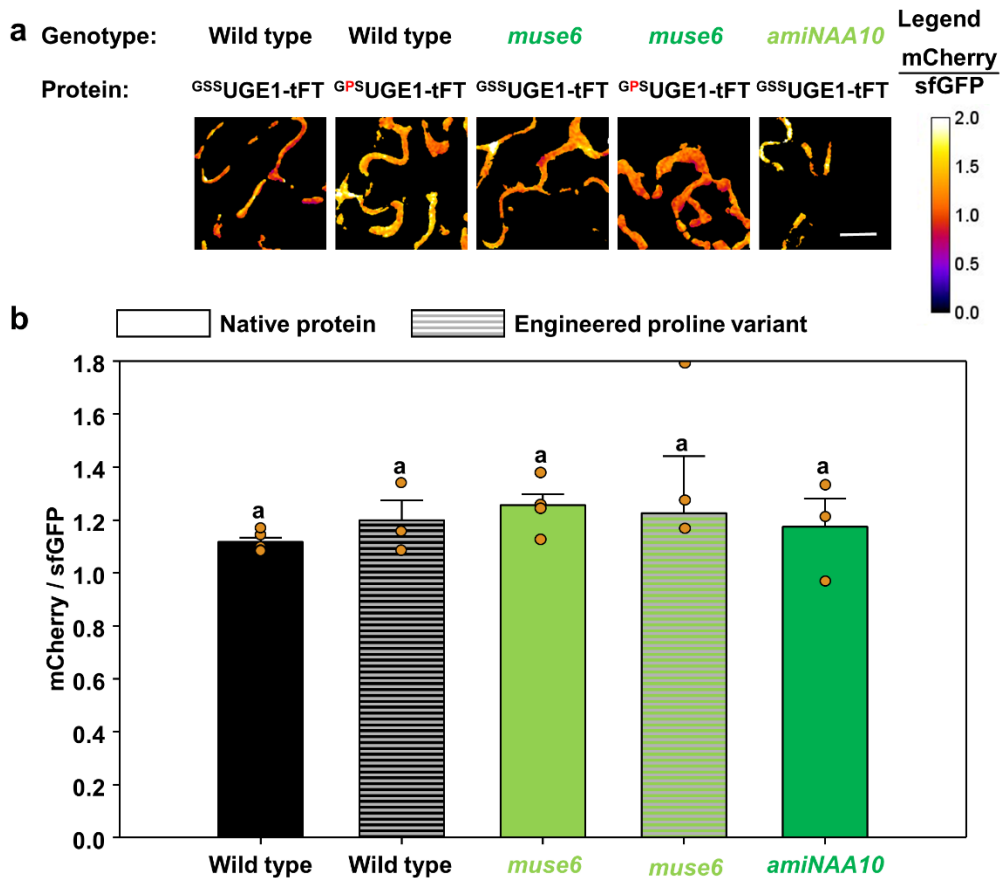 a Genotype: Wild type Wild type muse6 muse6 amiNAA10 Legend
mCherry
sfGFP
Protein: GSSUGE1-tFT GPSUGE1-tFT GSSUGE1-tFT GPSUGE1-tFT GSSUGE1-tFT
2.0
1.5
1.0
0.5
0.0
b Native protein Engineered proline variant
mCherry / sfGFP
1.8
1.6
1.4
1.2
1.0
0.8
0.6
0.4
0.2
0.0
a a a a a
Wild type Wild type muse6 muse6 amiNAA10